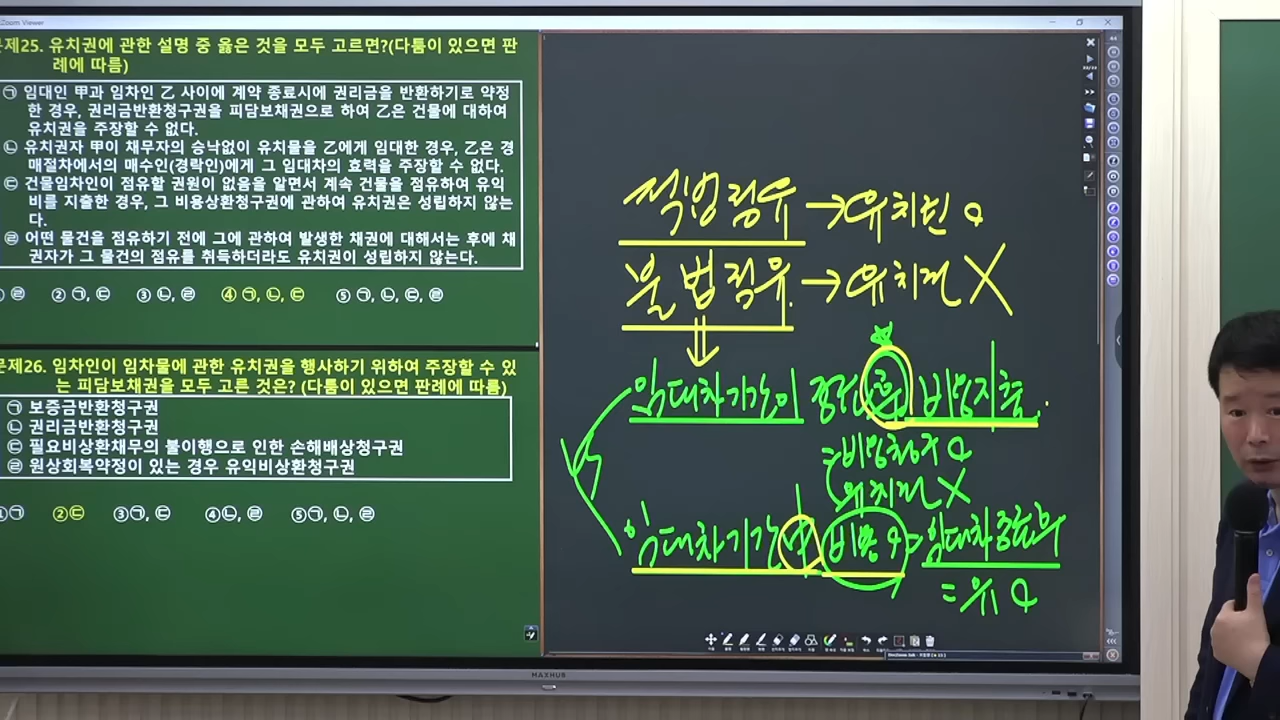 Zoom Viewer
문제25. 유치권에 관한 설명 중 옳은 것을 모두 고르면?(다툼이 있으면 판
례에 따름)
㉠ 임대인 甲과 임차인 乙 사이에 계약 종료시에 권리금을 반환하기로 약정
한 경우, 권리금반환청구권을 피담보채권으로 하여 乙은 건물에 대하여
유치권을 주장할 수 없다.
㉡ 유치권자 甲이 채무자의 승낙없이 유치물을 乙에게 임대한 경우, 乙은 경
매절차에서의 매수인(경락인)에게 그 임대차의 효력을 주장할 수 없다.
㉢ 건물임차인이 점유할 권원이 없음을 알면서 계속 건물을 점유하여 유익
비를 지출한 경우, 그 비용상환청구권에 관하여 유치권은 성립하지 않는
다.
㉣ 어떤 물건을 점유하기 전에 그에 관하여 발생한 채권에 대해서는 후에 채
권자가 그 물건의 점유를 취득하더라도 유치권이 성립하지 않는다.
㉣ ②㉠, ㉢ ③㉡, ㉣ ④㉠, ㉡, ㉢ ⑤㉠, ㉡, ㉢, ㉣
문제26. 임차인이 임차물에 관한 유치권을 행사하기 위하여 주장할 수 있
는 피담보채권을 모두 고른 것은? (다툼이 있으면 판례에 따름)
㉠ 보증금반환청구권
㉡ 권리금반환청구권
㉢ 필요비상환채무의 불이행으로 인한 손해배상청구권
㉣ 원상회복약정이 있는 경우 유익비상환청구권
①㉠ ②㉢ ③㉠, ㉢ ④㉡, ㉣ ⑤㉠, ㉡, ㉣
적법점유 → 유치권 O
불법점유 → 유치권 X
임대차기간이 종료 후 비용지출
= 비용청구 O
유치권 X
임대차기간 中 비용 O = 임대차종료후
= 유 O
MAXHUB